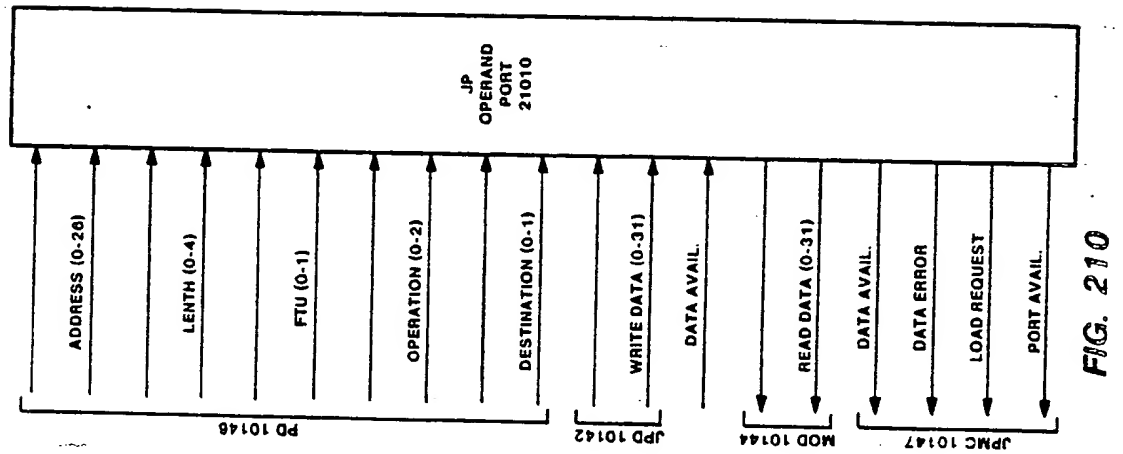 JP
OPERAND
PORT
21010
ADDRESS (0-26)
LENTH (0-4)
FTU (0-1)
OPERATION (0-2)
DESTINATION (0-1)
WRITE DATA (0-31)
DATA AVAIL.
READ DATA (0-31)
DATA AVAIL.
DATA ERROR
LOAD REQUEST
PORT AVAIL.
PD 10146
JPD 10142
MOD 10144
JPMC 10147
FIG. 210